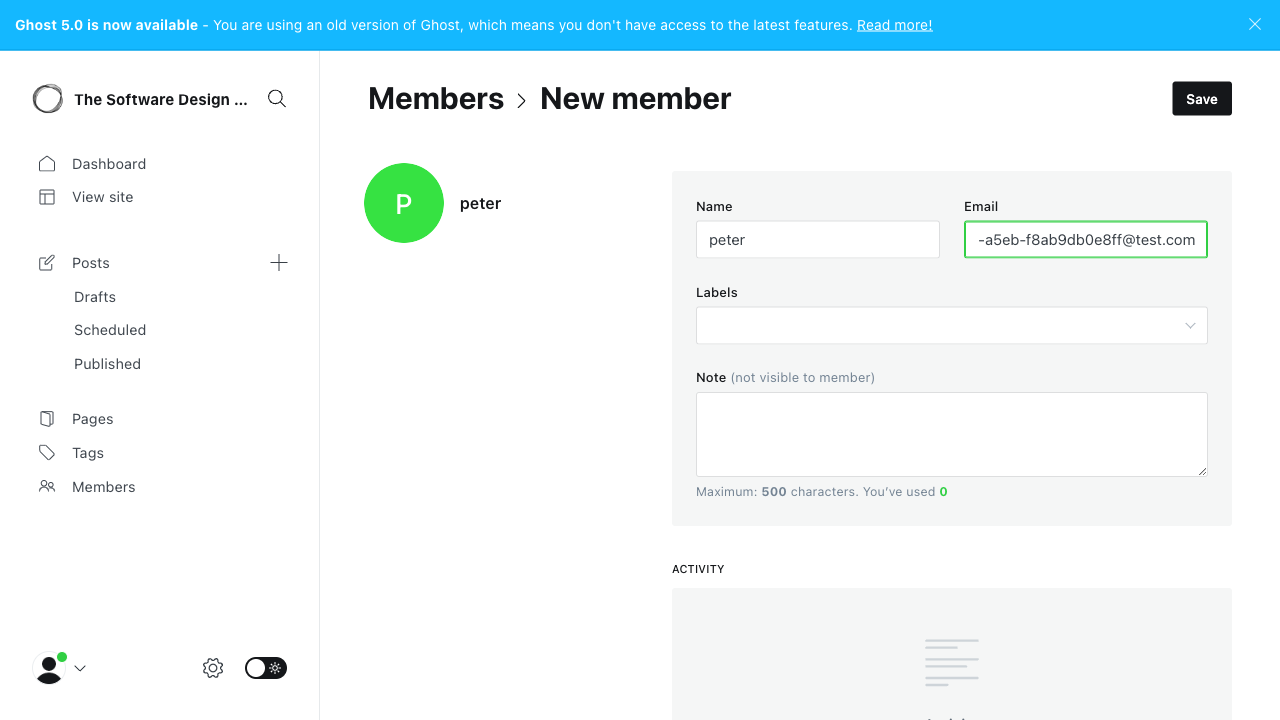 Ghost 5.0 is now available - You are using an old version of Ghost, which means you don't have access to the latest features. Read more!
The Software Design ...
Dashboard
View site
Posts
Drafts
Scheduled
Published
Pages
Tags
Members
Members > New member
Save
P
peter
Name
peter
Email
-a5eb-f8ab9db0e8ff@test.com
Labels
Note (not visible to member)
Maximum: 500 characters. You've used 0
ACTIVITY